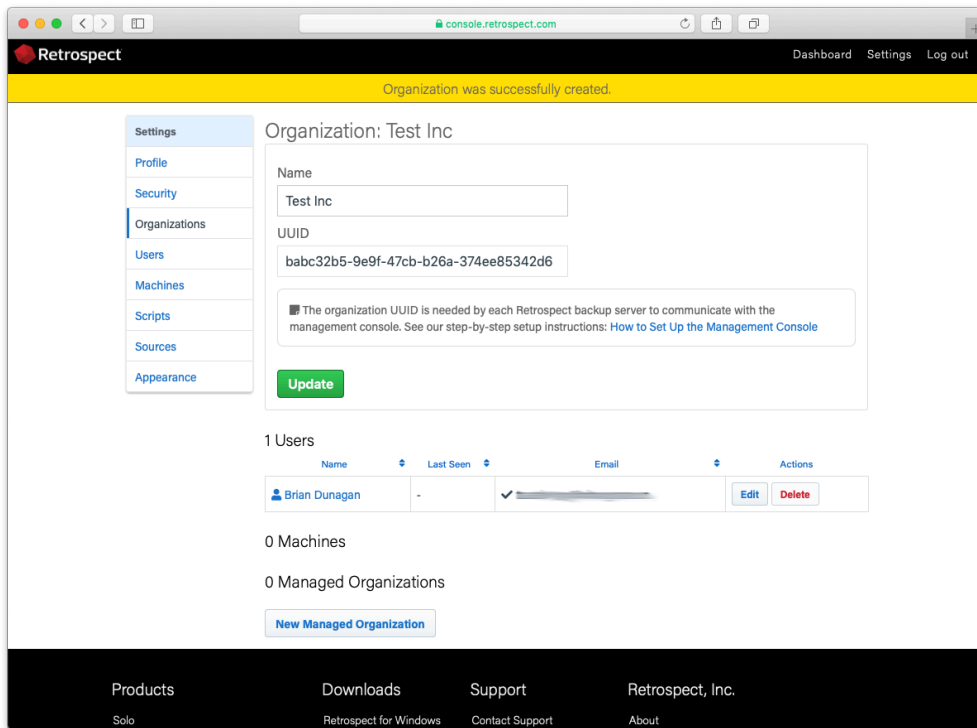 console.retrospect.com
Retrospect
Dashboard Settings Log out
Organization was successfully created.
Settings
Profile
Security
Organizations
Users
Machines
Scripts
Sources
Appearance
Organization: Test Inc
Name
Test Inc
UUID
babc32b5-9e9f-47cb-b26a-374ee85342d6
The organization UUID is needed by each Retrospect backup server to communicate with the
management console. See our step-by-step setup instructions: How to Set Up the Management Console
Update
1 Users
Name Last Seen Email Actions
Brian Dunagan - Edit Delete
0 Machines
0 Managed Organizations
New Managed Organization
Products Downloads Support Retrospect, Inc.
Solo Retrospect for Windows Contact Support About